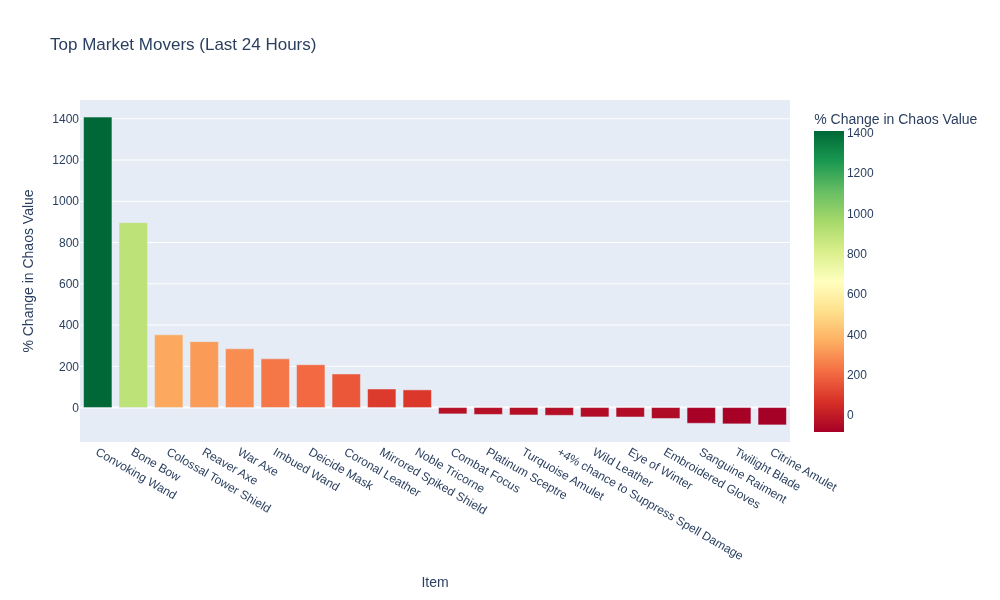 Top Market Movers (Last 24 Hours)
% Change in Chaos Value
1400
1200
1000
800
600
400
200
0
% Change in Chaos Value
1400
1200
1000
800
600
400
200
0
Convoking Wand
Bone Bow
Colossal Tower Shield
Reaver Axe
War Axe
Imbued Wand
Deicide Mask
Coronal Leather
Mirrored Spiked Shield
Noble Tricorne
Combat Focus
Platinum Sceptre
Turquoise Amulet
+4% chance to Suppress Spell Damage
Wild Leather
Eye of Winter
Embroidered Gloves
Sanguine Raiment
Twilight Blade
Citrine Amulet
Item